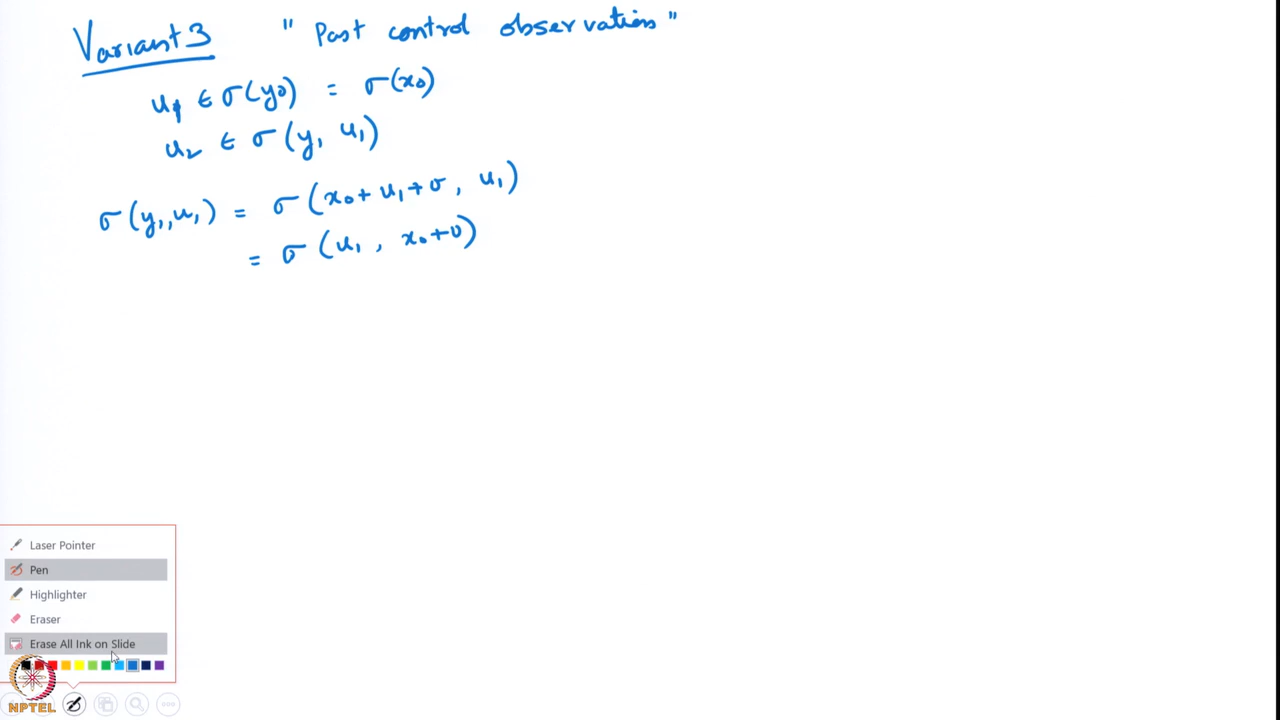 Variant 3 " Past control observation "
u₁ ∈ σ(y₀) = σ(x₀)
u₂ ∈ σ(y₁ u₁)
σ(y₁, u₁) = σ(x₀ + u₁ + v, u₁)
= σ(u₁, x₀ + v)
Laser Pointer
Pen
Highlighter
Eraser
Erase All Ink on Slide
NPTEL